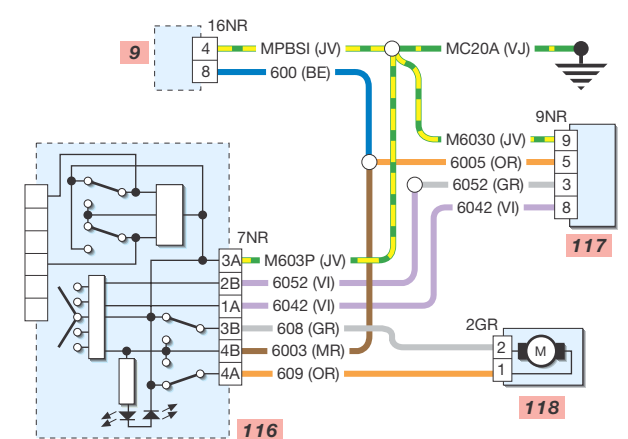 16NR
9
4
MPBSI (JV)
MC20A (VJ)
8
600 (BE)
9NR
M6030 (JV)
9
6005 (OR)
5
6052 (GR)
3
6042 (VI)
8
117
7NR
3A
M603P (JV)
2B
6052 (VI)
1A
6042 (VI)
3B
608 (GR)
2GR
4B
6003 (MR)
2
M
4A
609 (OR)
1
116
118